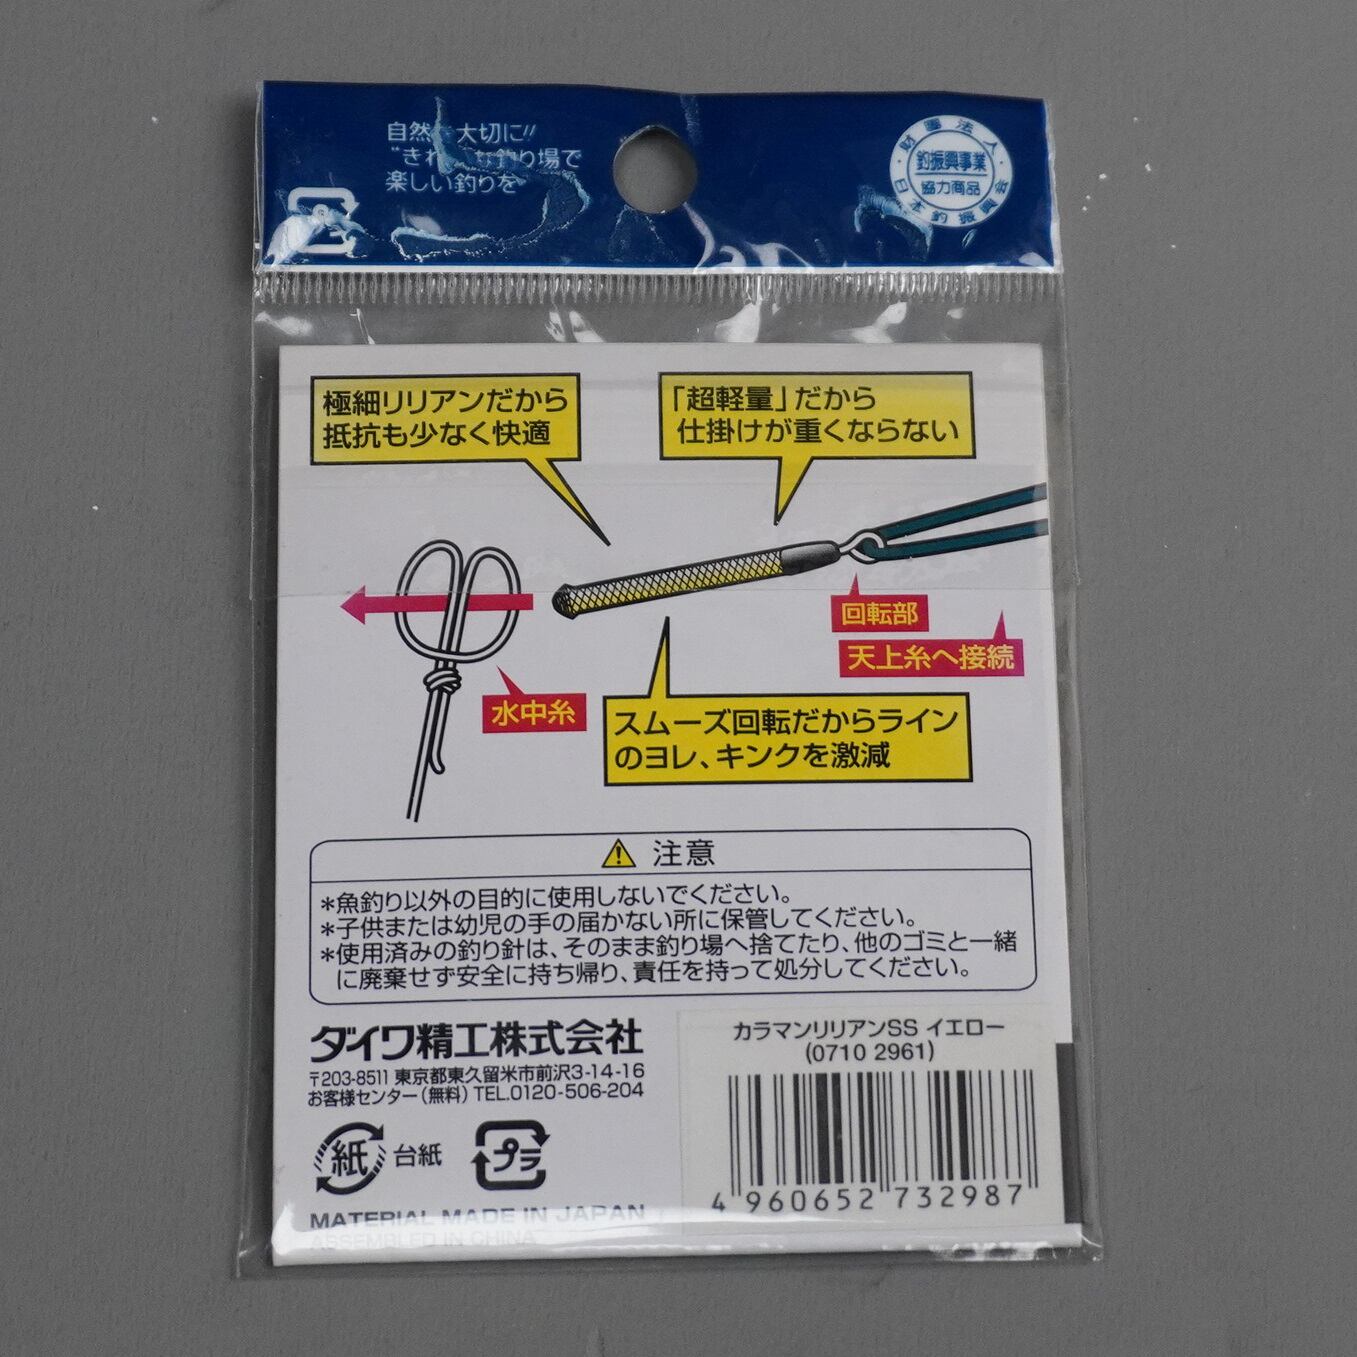 自然を大切に!!
“きれいな釣り場で
楽しい釣りを”
財団法人
釣振興事業
協力商品
日本釣振興会
極細リリアンだから
抵抗も少なく快適
「超軽量」だから
仕掛けが重くならない
回転部
天上糸へ接続
水中糸
スムーズ回転だからライン
のヨレ、キンクを激減
注意
*魚釣り以外の目的に使用しないでください。
*子供または幼児の手の届かない所に保管してください。
*使用済みの釣り針は、そのまま釣り場へ捨てたり、他のゴミと一緒
に廃棄せず安全に持ち帰り、責任を持って処分してください。
ダイワ精工株式会社
〒203-8511 東京都東久留米市前沢3-14-16
お客様センター(無料) TEL.0120-506-204
紙 台紙 プラ
MATERIAL MADE IN JAPAN
ASSEMBLED IN CHINA
カラマンリリアンSS イエロー
(0710 2961)
4 960652 732987